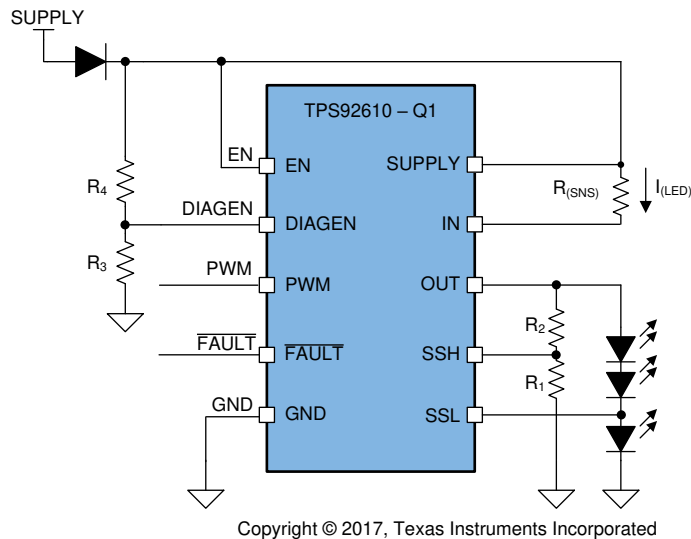 SUPPLY
TPS92610 – Q1
EN
EN
SUPPLY
R4
R(SNS)
I(LED)
DIAGEN
DIAGEN
IN
R3
PWM
PWM
OUT
R2
FAULT
FAULT
SSH
R1
GND
GND
SSL
Copyright © 2017, Texas Instruments Incorporated